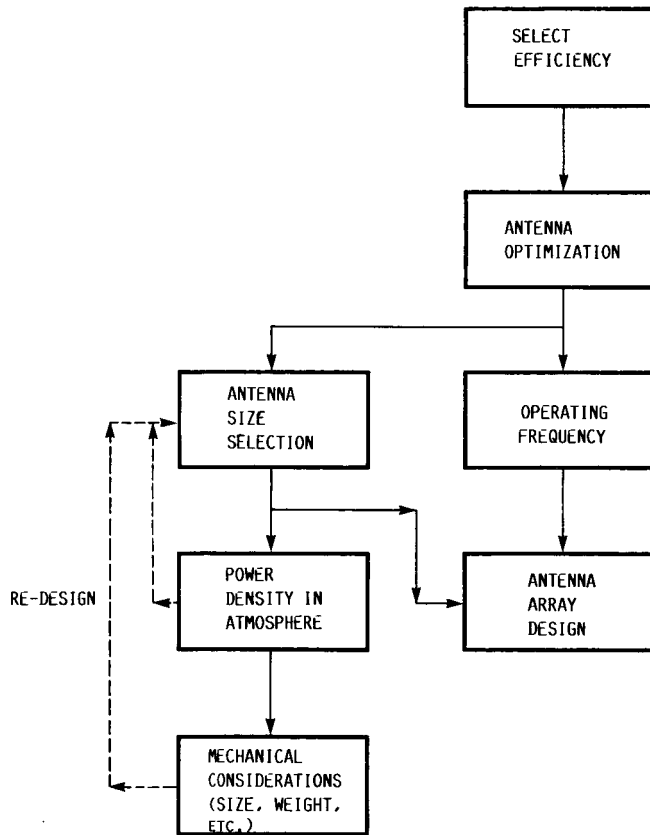 SELECT
EFFICIENCY
ANTENNA
OPTIMIZATION
ANTENNA
SIZE
SELECTION
OPERATING
FREQUENCY
RE-DESIGN
POWER
DENSITY IN
ATMOSPHERE
ANTENNA
ARRAY
DESIGN
MECHANICAL
CONSIDERATIONS
(SIZE, WEIGHT,
ETC.)